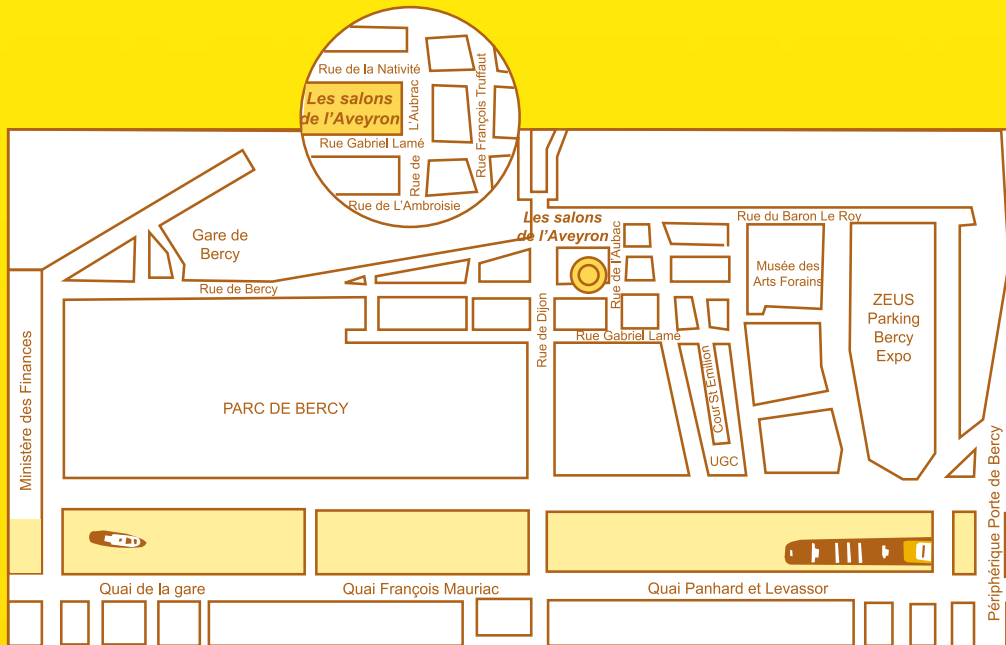 Rue de la Nativité
Les salons
de l'Aveyron
L'Aubrac
Rue de
Rue François Truffaut
Rue Gabriel Lamé
Rue de L'Ambroisie
Les salons
de l'Aveyron
Rue de l'Aubac
Rue du Baron Le Roy
Gare de
Bercy
Rue de Bercy
Musée des
Arts Forains
ZEUS
Parking
Bercy
Expo
Rue de Dijon
Rue Gabriel Lamé
Ministère des Finances
PARC DE BERCY
Cour St Emilion
UGC
Périphérique Porte de Bercy
Quai de la gare
Quai François Mauriac
Quai Panhard et Levassor